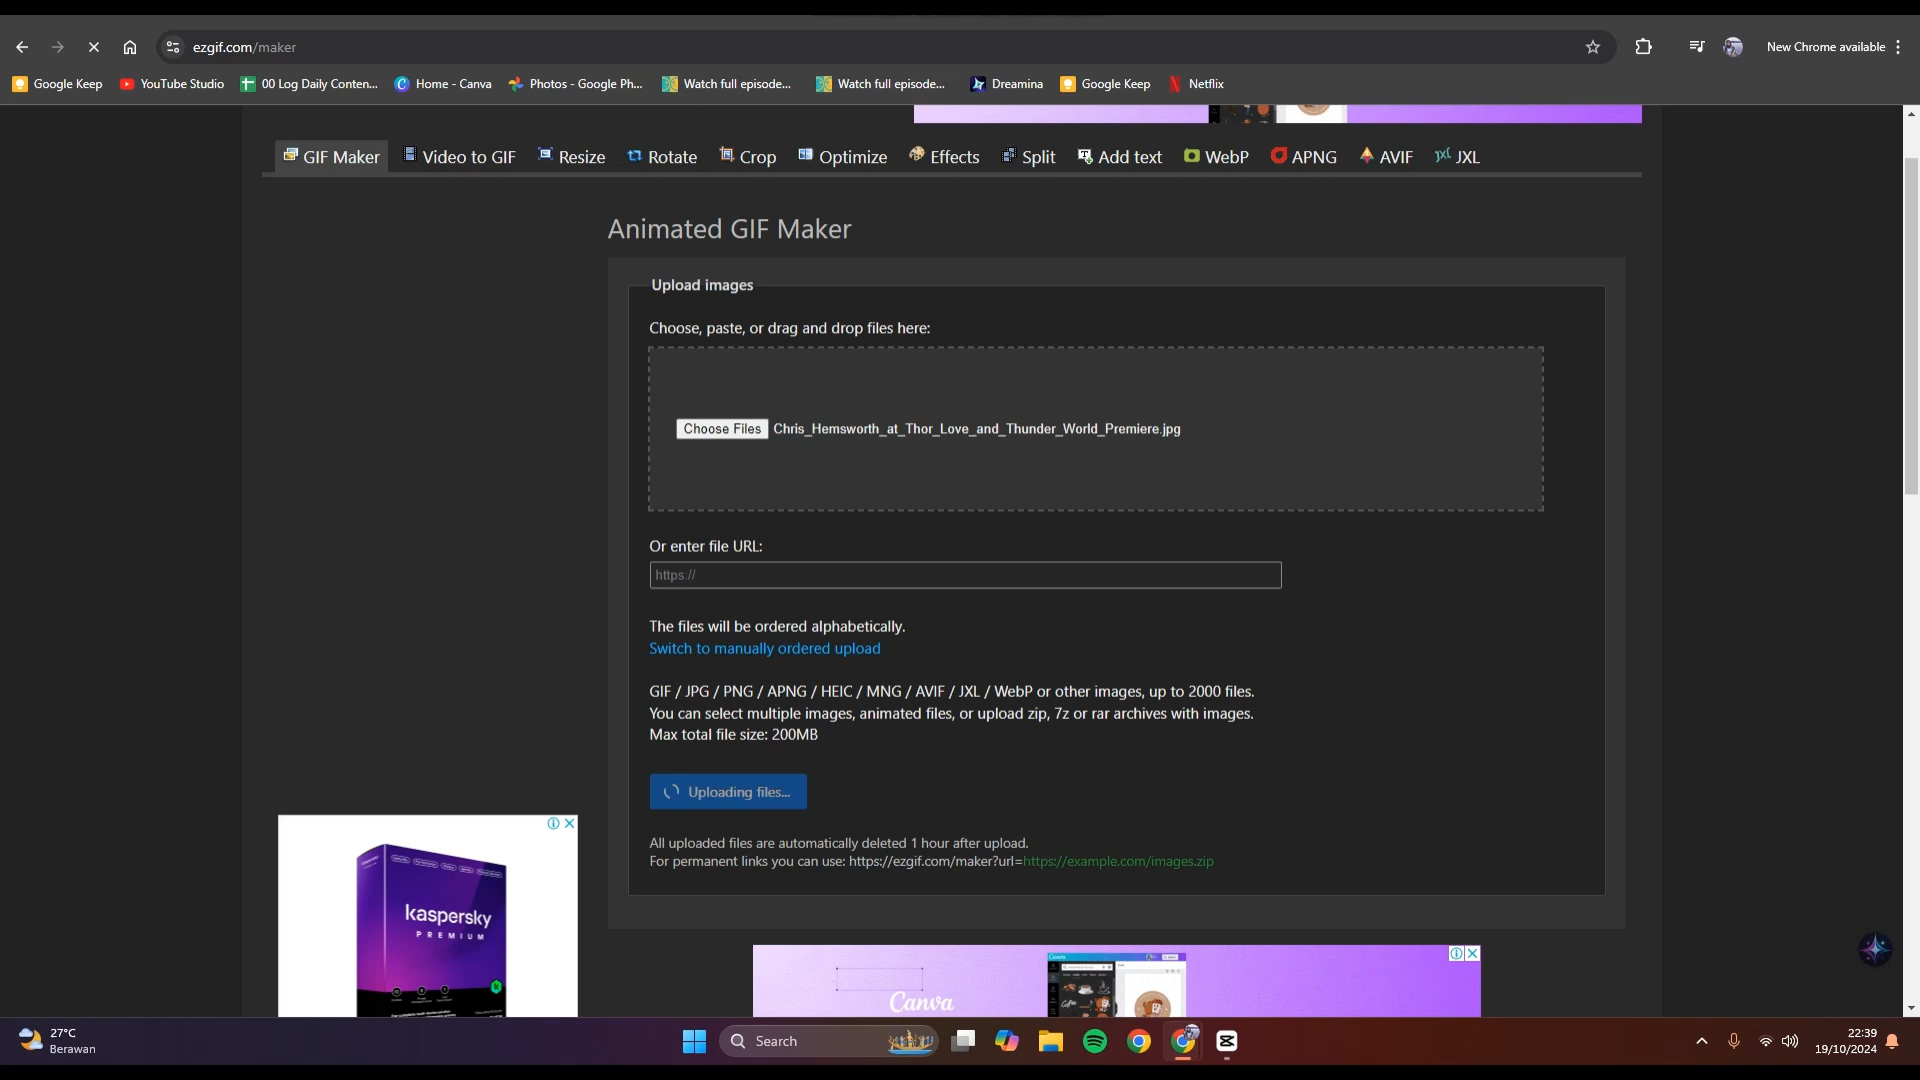 ezgif.com/maker
New Chrome available
Google Keep
YouTube Studio
00 Log Daily Conten...
Home - Canva
Photos - Google Ph...
Watch full episode...
Watch full episode...
Dreamina
Google Keep
Netflix
GIF Maker
Video to GIF
Resize
Rotate
Crop
Optimize
Effects
Split
Add text
WebP
APNG
AVIF
JXL
Animated GIF Maker
Upload images
Choose, paste, or drag and drop files here:
Choose Files Chris_Hemsworth_at_Thor_Love_and_Thunder_World_Premiere.jpg
Or enter file URL:
https://
The files will be ordered alphabetically.
Switch to manually ordered upload
GIF / JPG / PNG / APNG / HEIC / MNG / AVIF / JXL / WebP or other images, up to 2000 files.
You can select multiple images, animated files, or upload zip, 7z or rar archives with images.
Max total file size: 200MB
Uploading files...
All uploaded files are automatically deleted 1 hour after upload.
For permanent links you can use: https://ezgif.com/maker?url=https://example.com/images.zip
kaspersky
PREMIUM
Canva
27°C
Berawan
Search
22:39
19/10/2024